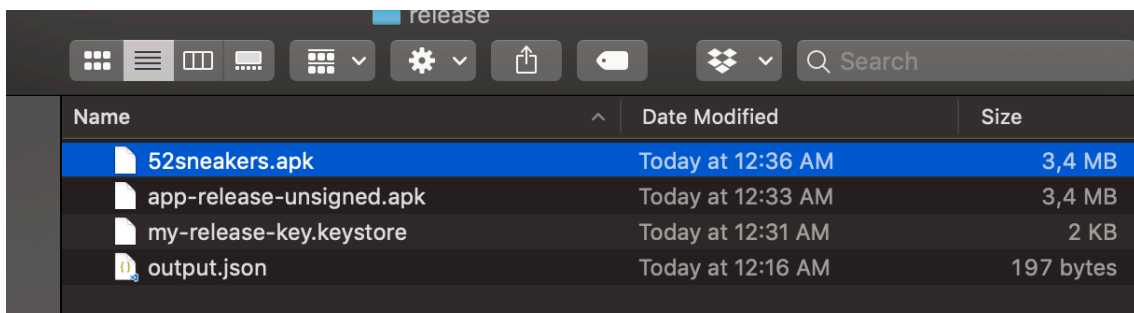 release
Search
Name Date Modified Size
52sneakers.apk Today at 12:36 AM 3,4 MB
app-release-unsigned.apk Today at 12:33 AM 3,4 MB
my-release-key.keystore Today at 12:31 AM 2 KB
output.json Today at 12:16 AM 197 bytes